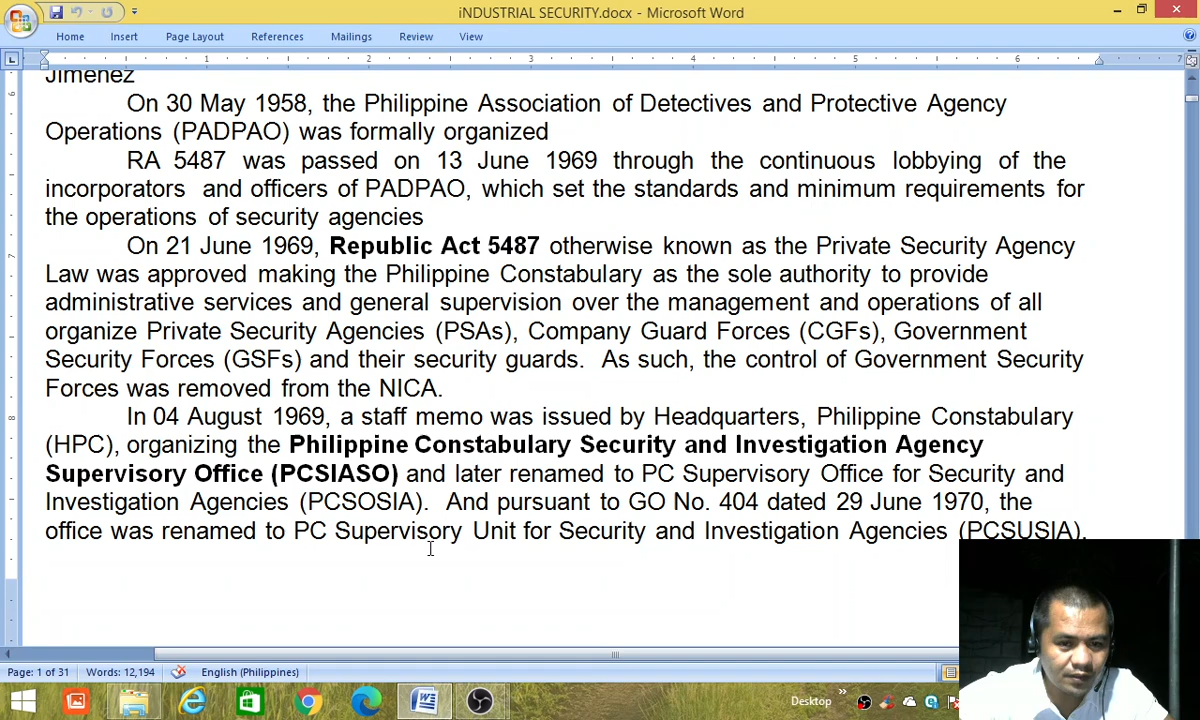 iNDUSTRIAL SECURITY.docx - Microsoft Word
Home Insert Page Layout References Mailings Review View
1 2 3 4 5 6 7
Jimenez
On 30 May 1958, the Philippine Association of Detectives and Protective Agency
Operations (PADPAO) was formally organized
RA 5487 was passed on 13 June 1969 through the continuous lobbying of the
incorporators and officers of PADPAO, which set the standards and minimum requirements for
the operations of security agencies
On 21 June 1969, Republic Act 5487 otherwise known as the Private Security Agency
Law was approved making the Philippine Constabulary as the sole authority to provide
administrative services and general supervision over the management and operations of all
organize Private Security Agencies (PSAs), Company Guard Forces (CGFs), Government
Security Forces (GSFs) and their security guards. As such, the control of Government Security
Forces was removed from the NICA.
In 04 August 1969, a staff memo was issued by Headquarters, Philippine Constabulary
(HPC), organizing the Philippine Constabulary Security and Investigation Agency
Supervisory Office (PCSIASO) and later renamed to PC Supervisory Office for Security and
Investigation Agencies (PCSOSIA). And pursuant to GO No. 404 dated 29 June 1970, the
office was renamed to PC Supervisory Unit for Security and Investigation Agencies (PCSUSIA).
Page: 1 of 31 Words: 12,194 English (Philippines)
Desktop